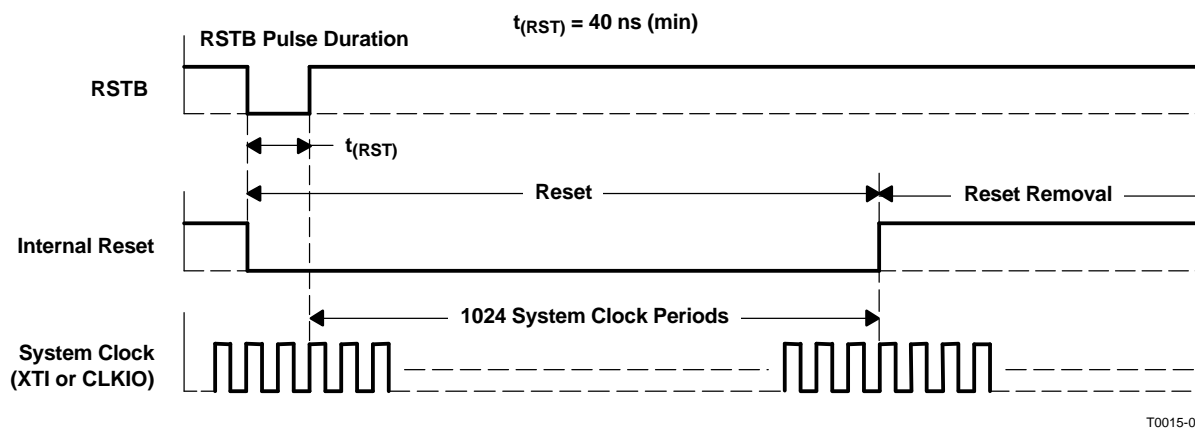 t(RST) = 40 ns (min)
RSTB Pulse Duration
RSTB
t(RST)
Reset
Reset Removal
Internal Reset
1024 System Clock Periods
System Clock
(XTI or CLKIO)
T0015-0